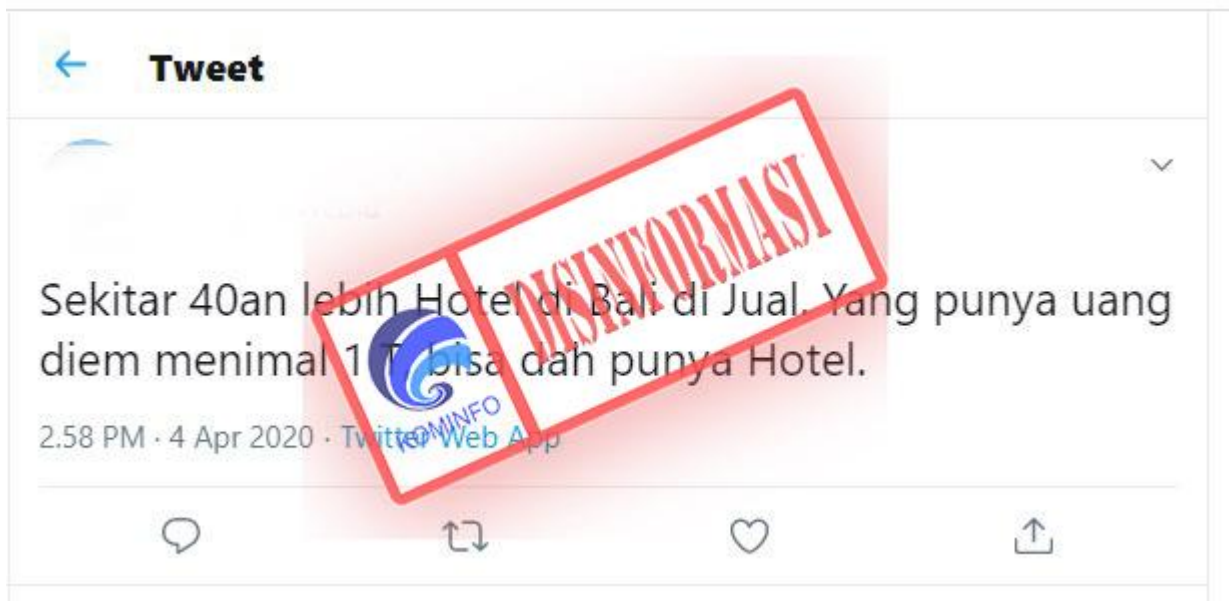 Tweet
Sekitar 40an lebih Hotel di Bali di Jual. Yang punya uang
diem menimal 1 T bisa dah punya Hotel.
2.58 PM · 4 Apr 2020 · Twitter Web App
DISINFORMASI
KOMINFO